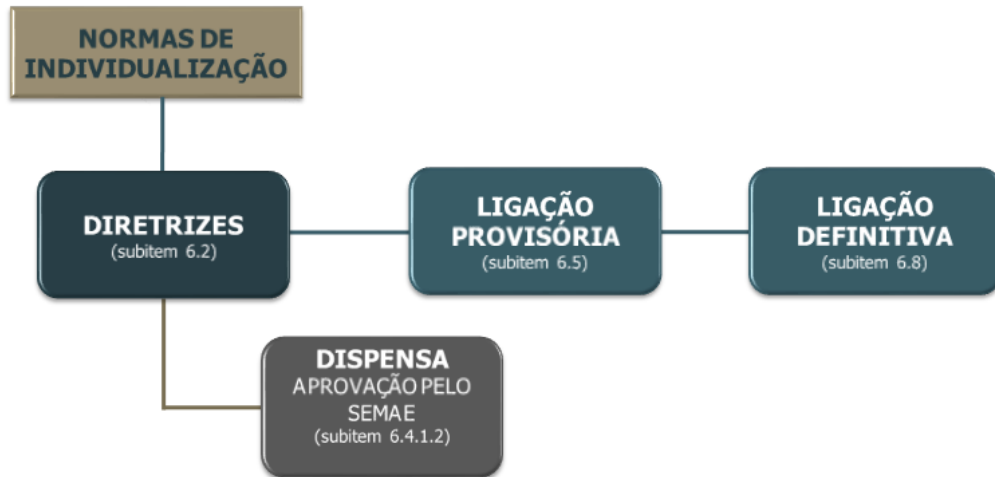 NORMAS DE
INDIVIDUALIZAÇÃO
DIRETRIZES
(subitem 6.2)
LIGAÇÃO
PROVISÓRIA
(subitem 6.5)
LIGAÇÃO
DEFINITIVA
(subitem 6.8)
DISPENSA
APROVAÇÃO PELO
SEMAE
(subitem 6.4.1.2)